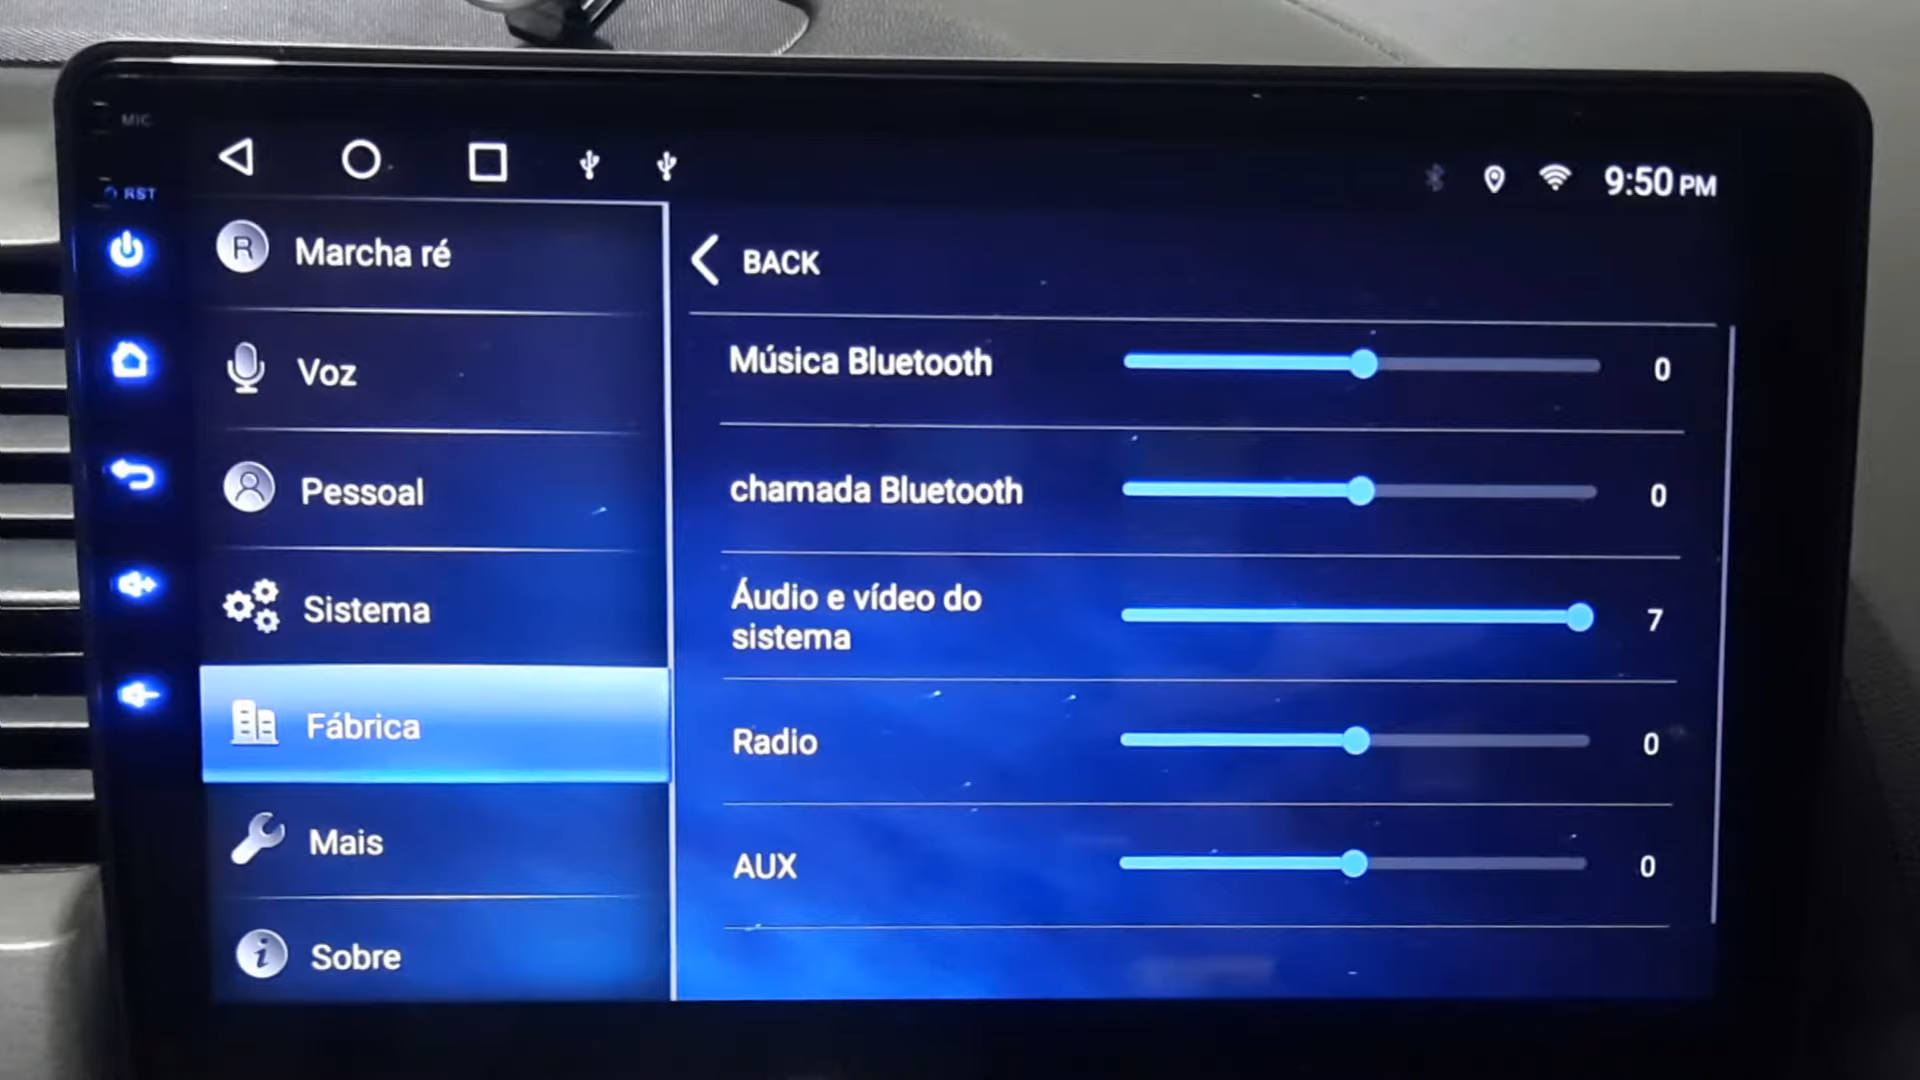 MIC
RST
9:50 PM
R
Marcha ré
Voz
Pessoal
Sistema
Fábrica
Mais
i
Sobre
BACK
Música Bluetooth
0
chamada Bluetooth
0
Áudio e vídeo do
sistema
7
Radio
0
AUX
0